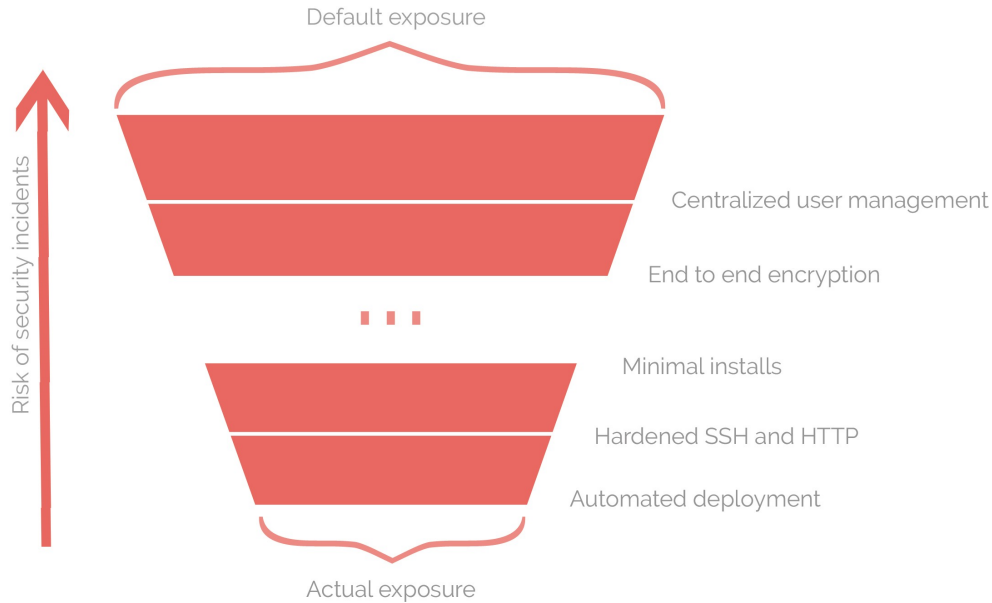 Default exposure
Risk of security incidents
Centralized user management
End to end encryption
Minimal installs
Hardened SSH and HTTP
Automated deployment
Actual exposure